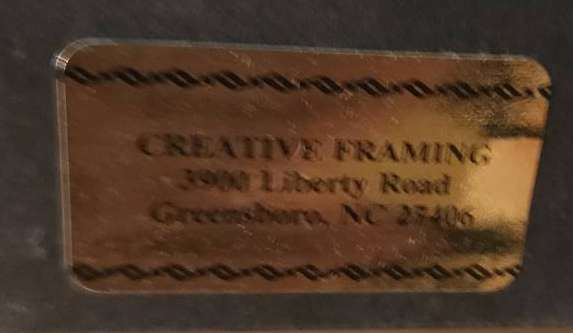 CREATIVE FRAMING
3900 Liberty Road
Greensboro, NC 27406